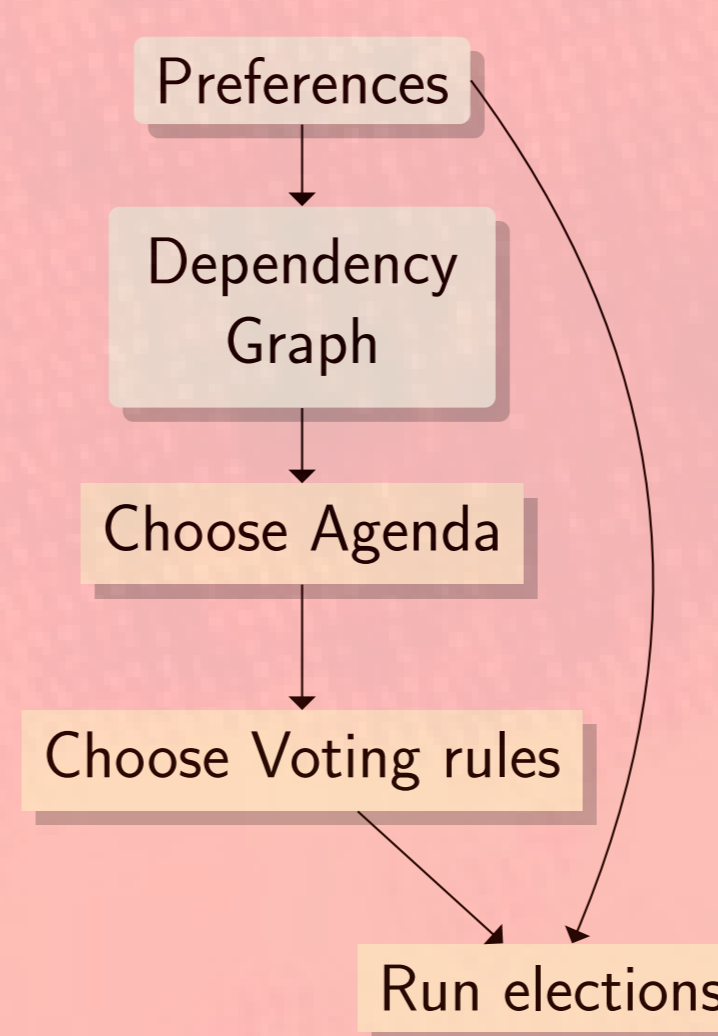 Preferences
Dependency
Graph
Choose Agenda
Choose Voting rules
Run elections